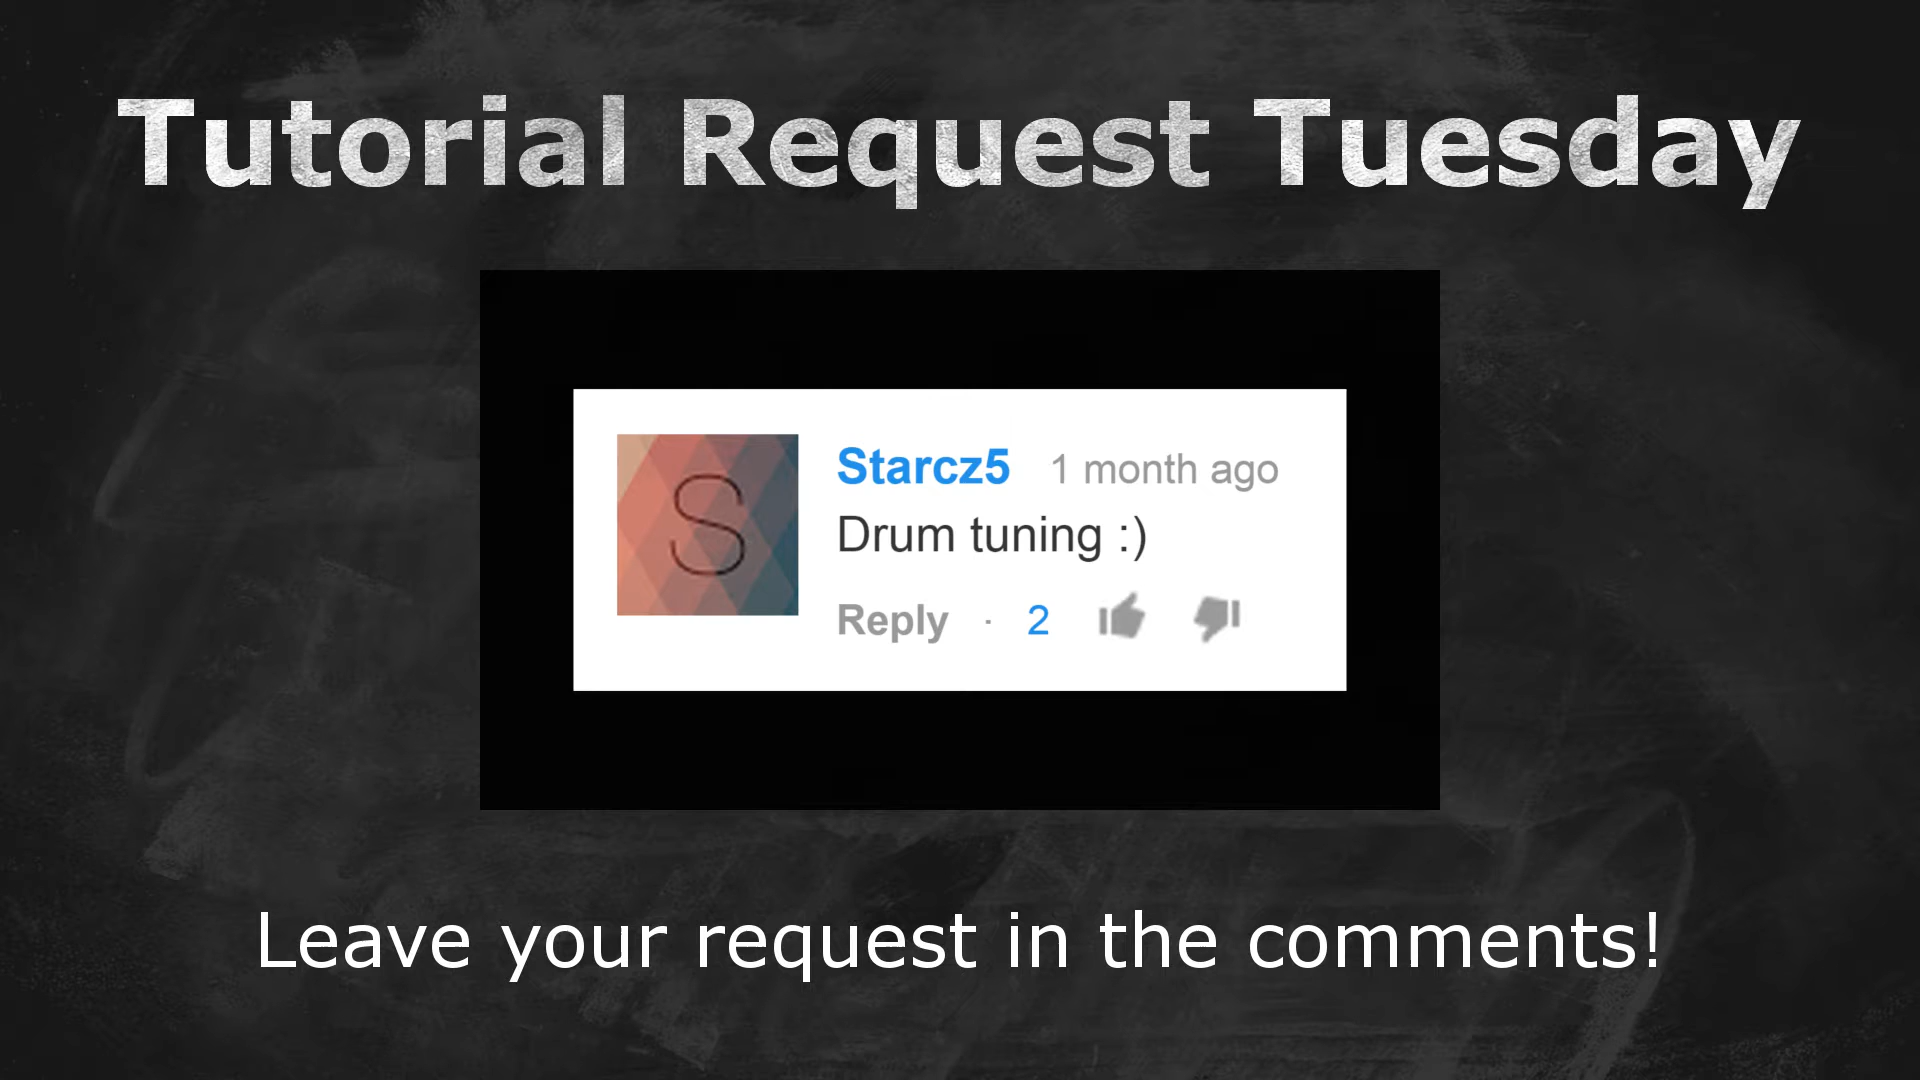 Tutorial Request Tuesday
S
Starcz5 1 month ago
Drum tuning :)
Reply · 2
Leave your request in the comments!